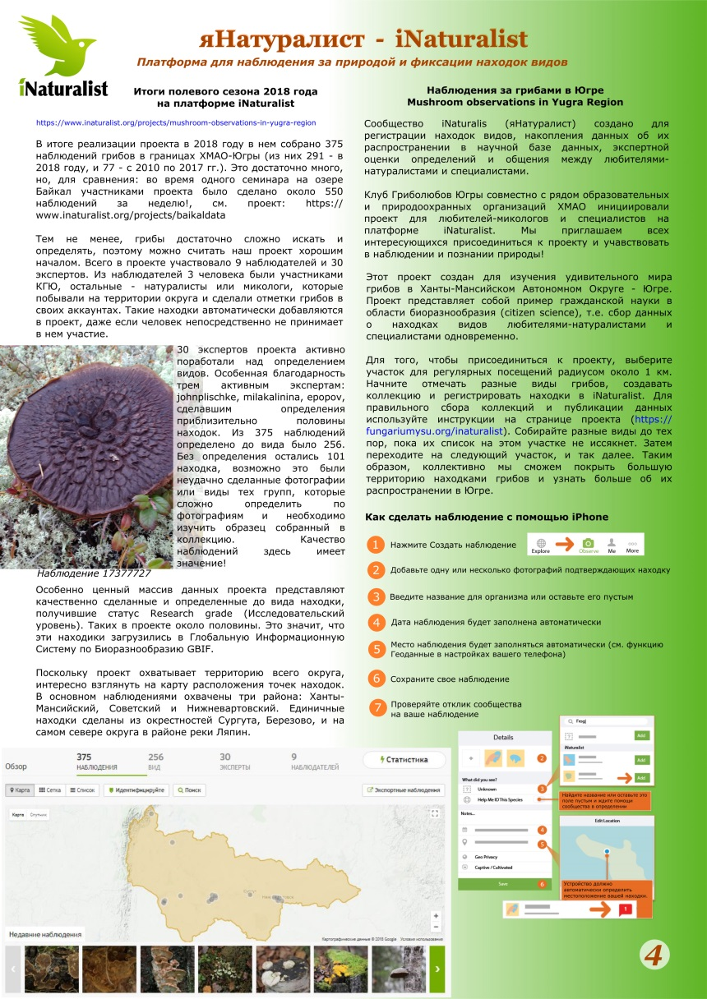 яНатуралист - iNaturalist
Платформа для наблюдения за природой и фиксации находок видов
iNaturalist
Итоги полевого сезона 2018 года
на платформе iNaturalist
https://www.inaturalist.org/projects/mushroom-observations-in-yugra-region
В итоге реализации проекта в 2018 году в нем собрано 375
наблюдений грибов в границах ХМАО-Югры (из них 291 - в
2018 году, и 77 - с 2010 по 2017 гг.). Это достаточно много,
но, для сравнения: во время одного семинара на озере
Байкал участниками проекта было сделано около 550
наблюдений за неделю!, см. проект: https://
www.inaturalist.org/projects/baikaldata
Тем не менее, грибы достаточно сложно искать и
определять, поэтому можно считать наш проект хорошим
началом. Всего в проекте участвовало 9 наблюдателей и 30
экспертов. Из наблюдателей 3 человека были участниками
КГЮ, остальные - натуралисты или микологи, которые
побывали на территории округа и сделали отметки грибов в
своих аккаунтах. Такие находки автоматически добавляются
в проект, даже если человек непосредственно не принимает
в нем участие.
30 экспертов проекта активно
поработали над определением
видов. Особенная благодарность
трем активным экспертам:
johnplischke, milakalinina, epopov,
сделавшим определения
приблизительно половины
находок. Из 375 наблюдений
определено до вида было 256.
Без определения остались 101
находка, возможно это были
неудачно сделанные фотографии
или виды тех групп, которые
сложно определить по
фотографиям и необходимо
изучить образец собранный в
коллекцию. Качество
наблюдений здесь имеет
значение!
Наблюдение 17377727
Особенно ценный массив данных проекта представляют
качественно сделанные и определенные до вида находки,
получившие статус Research grade (Исследовательский
уровень). Таких в проекте около половины. Это значит, что
эти находики загрузились в Глобальную Информационную
Систему по Биоразнообразию GBIF.
Поскольку проект охватывает территорию всего округа,
интересно взглянуть на карту расположения точек находок.
В основном наблюдениями охвачены три района: Ханты-
Мансийский, Советский и Нижневартовский. Единичные
находки сделаны из окрестностей Сургута, Березово, и на
самом севере округа в районе реки Ляпин.
Наблюдения за грибами в Югре
Mushroom observations in Yugra Region
Сообщество iNaturalis (яНатуралист) создано для
регистрации находок видов, накопления данных об их
распространении в научной базе данных, экспертной
оценки определений и общения между любителями-
натуралистами и специалистами.
Клуб Гриболюбов Югры совместно с рядом образовательных
и природоохранных организаций ХМАО инициировали
проект для любителей-микологов и специалистов на
платформе iNaturalist. Мы приглашаем всех
интересующихся присоединиться к проекту и учавствовать
в наблюдении и познании природы!
Этот проект создан для изучения удивительного мира
грибов в Ханты-Мансийском Автономном Округе - Югре.
Проект представляет собой пример гражданской науки в
области биоразнообразия (citizen science), т.е. сбор данных
о находках видов любителями-натуралистами и
специалистами одновременно.
Для того, чтобы присоединиться к проекту, выберите
участок для регулярных посещений радиусом около 1 км.
Начните отмечать разные виды грибов, создавать
коллекцию и регистрировать находки в iNaturalist. Для
правильного сбора коллекций и публикации данных
используйте инструкции на странице проекта (https://
fungariumysu.org/inaturalist). Собирайте разные виды до тех
пор, пока их список на этом участке не иссякнет. Затем
переходите на следующий участок, и так далее. Таким
образом, коллективно мы сможем покрыть большую
территорию находками грибов и узнать больше об их
распространении в Югре.
Как сделать наблюдение с помощью iPhone
1 Нажмите Создать наблюдение
Explore Observe Me More
2 Добавьте одну или несколько фотографий подтверждающих находку
3 Введите название для организма или оставьте его пустым
4 Дата наблюдения будет заполнена автоматически
5 Место наблюдения будет заполняться автоматически (см. функцию
Геоданные в настройках вашего телефона)
6 Сохраните свое наблюдение
7 Проверяйте отклик сообщества
на ваше наблюдение
Обзор
375 НАБЛЮДЕНИЯ
256 ВИД
30 ЭКСПЕРТЫ
9 НАБЛЮДАТЕЛЕЙ
Статистика
Карта Сетка Список Идентифицируйте Поиск Экспортные наблюдения
Карта Спутник
Картографические данные © 2018 Google Условия использования
Недавние наблюдения
Details
2
What did you see?
Unknown 3
Help Me ID This Species
Notes...
4
5
Geo Privacy
Captive / Cultivated
Save 6
Frog
Add
iNaturalist
Add
Add
Найдите название или оставьте это
поле пустым и ждите помощи
сообщества в определении
Edit Location
Устройство должно
автоматически определить
местоположение вашей находки.
1
4